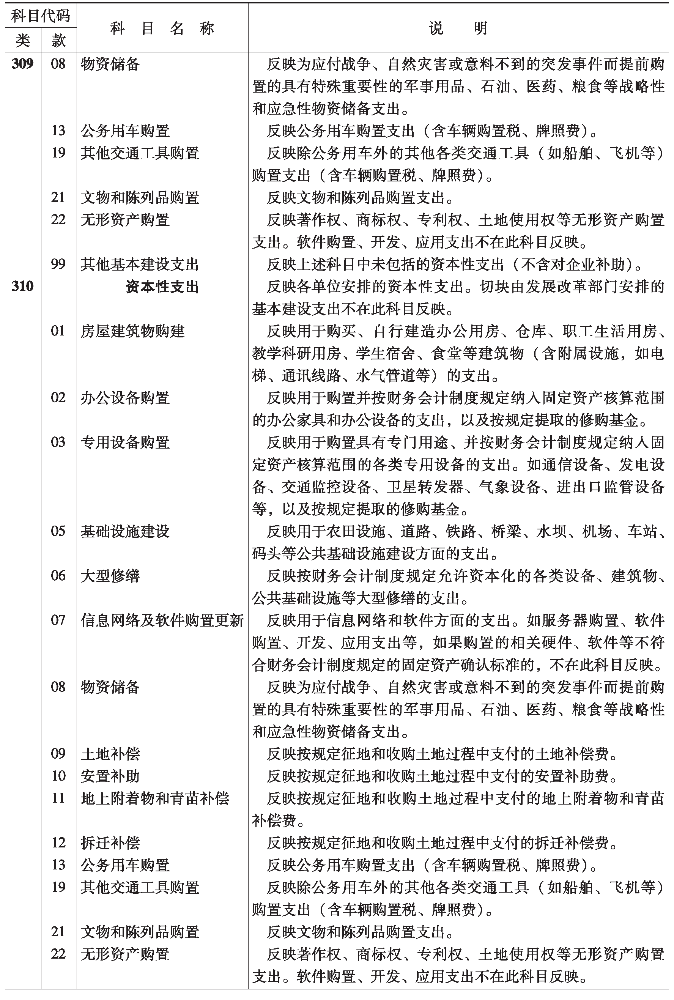 科目代码
科 目 名 称
说 明
类 款
309 08 物资储备 反映为应付战争、自然灾害或意料不到的突发事件而提前购
置的具有特殊重要性的军事用品、石油、医药、粮食等战略性
和应急性物资储备支出。
13 公务用车购置 反映公务用车购置支出（含车辆购置税、牌照费）。
19 其他交通工具购置 反映除公务用车外的其他各类交通工具（如船舶、飞机等）
购置支出（含车辆购置税、牌照费）。
21 文物和陈列品购置 反映文物和陈列品购置支出。
22 无形资产购置 反映著作权、商标权、专利权、土地使用权等无形资产购置
支出。软件购置、开发、应用支出不在此科目反映。
99 其他基本建设支出 反映上述科目中未包括的资本性支出（不含对企业补助）。
310 资本性支出 反映各单位安排的资本性支出。切块由发展改革部门安排的
基本建设支出不在此科目反映。
01 房屋建筑物购建 反映用于购买、自行建造办公用房、仓库、职工生活用房、
教学科研用房、学生宿舍、食堂等建筑物（含附属设施，如电
梯、通讯线路、水气管道等）的支出。
02 办公设备购置 反映用于购置并按财务会计制度规定纳入固定资产核算范围
的办公家具和办公设备的支出，以及按规定提取的修购基金。
03 专用设备购置 反映用于购置具有专门用途、并按财务会计制度规定纳入固
定资产核算范围的各类专用设备的支出。如通信设备、发电设
备、交通监控设备、卫星转发器、气象设备、进出口监管设备
等，以及按规定提取的修购基金。
05 基础设施建设 反映用于农田设施、道路、铁路、桥梁、水坝、机场、车站、
码头等公共基础设施建设方面的支出。
06 大型修缮 反映按财务会计制度规定允许资本化的各类设备、建筑物、
公共基础设施等大型修缮的支出。
07 信息网络及软件购置更新 反映用于信息网络和软件方面的支出。如服务器购置、软件
购置、开发、应用支出等，如果购置的相关硬件、软件等不符
合财务会计制度规定的固定资产确认标准的，不在此科目反映。
08 物资储备 反映为应付战争、自然灾害或意料不到的突发事件而提前购
置的具有特殊重要性的军事用品、石油、医药、粮食等战略性
和应急性物资储备支出。
09 土地补偿 反映按规定征地和收购土地过程中支付的土地补偿费。
10 安置补助 反映按规定征地和收购土地过程中支付的安置补助费。
11 地上附着物和青苗补偿 反映按规定征地和收购土地过程中支付的地上附着物和青苗
补偿费。
12 拆迁补偿 反映按规定征地和收购土地过程中支付的拆迁补偿费。
13 公务用车购置 反映公务用车购置支出（含车辆购置税、牌照费）。
19 其他交通工具购置 反映除公务用车外的其他各类交通工具（如船舶、飞机等）
购置支出（含车辆购置税、牌照费）。
21 文物和陈列品购置 反映文物和陈列品购置支出。
22 无形资产购置 反映著作权、商标权、专利权、土地使用权等无形资产购置
支出。软件购置、开发、应用支出不在此科目反映。